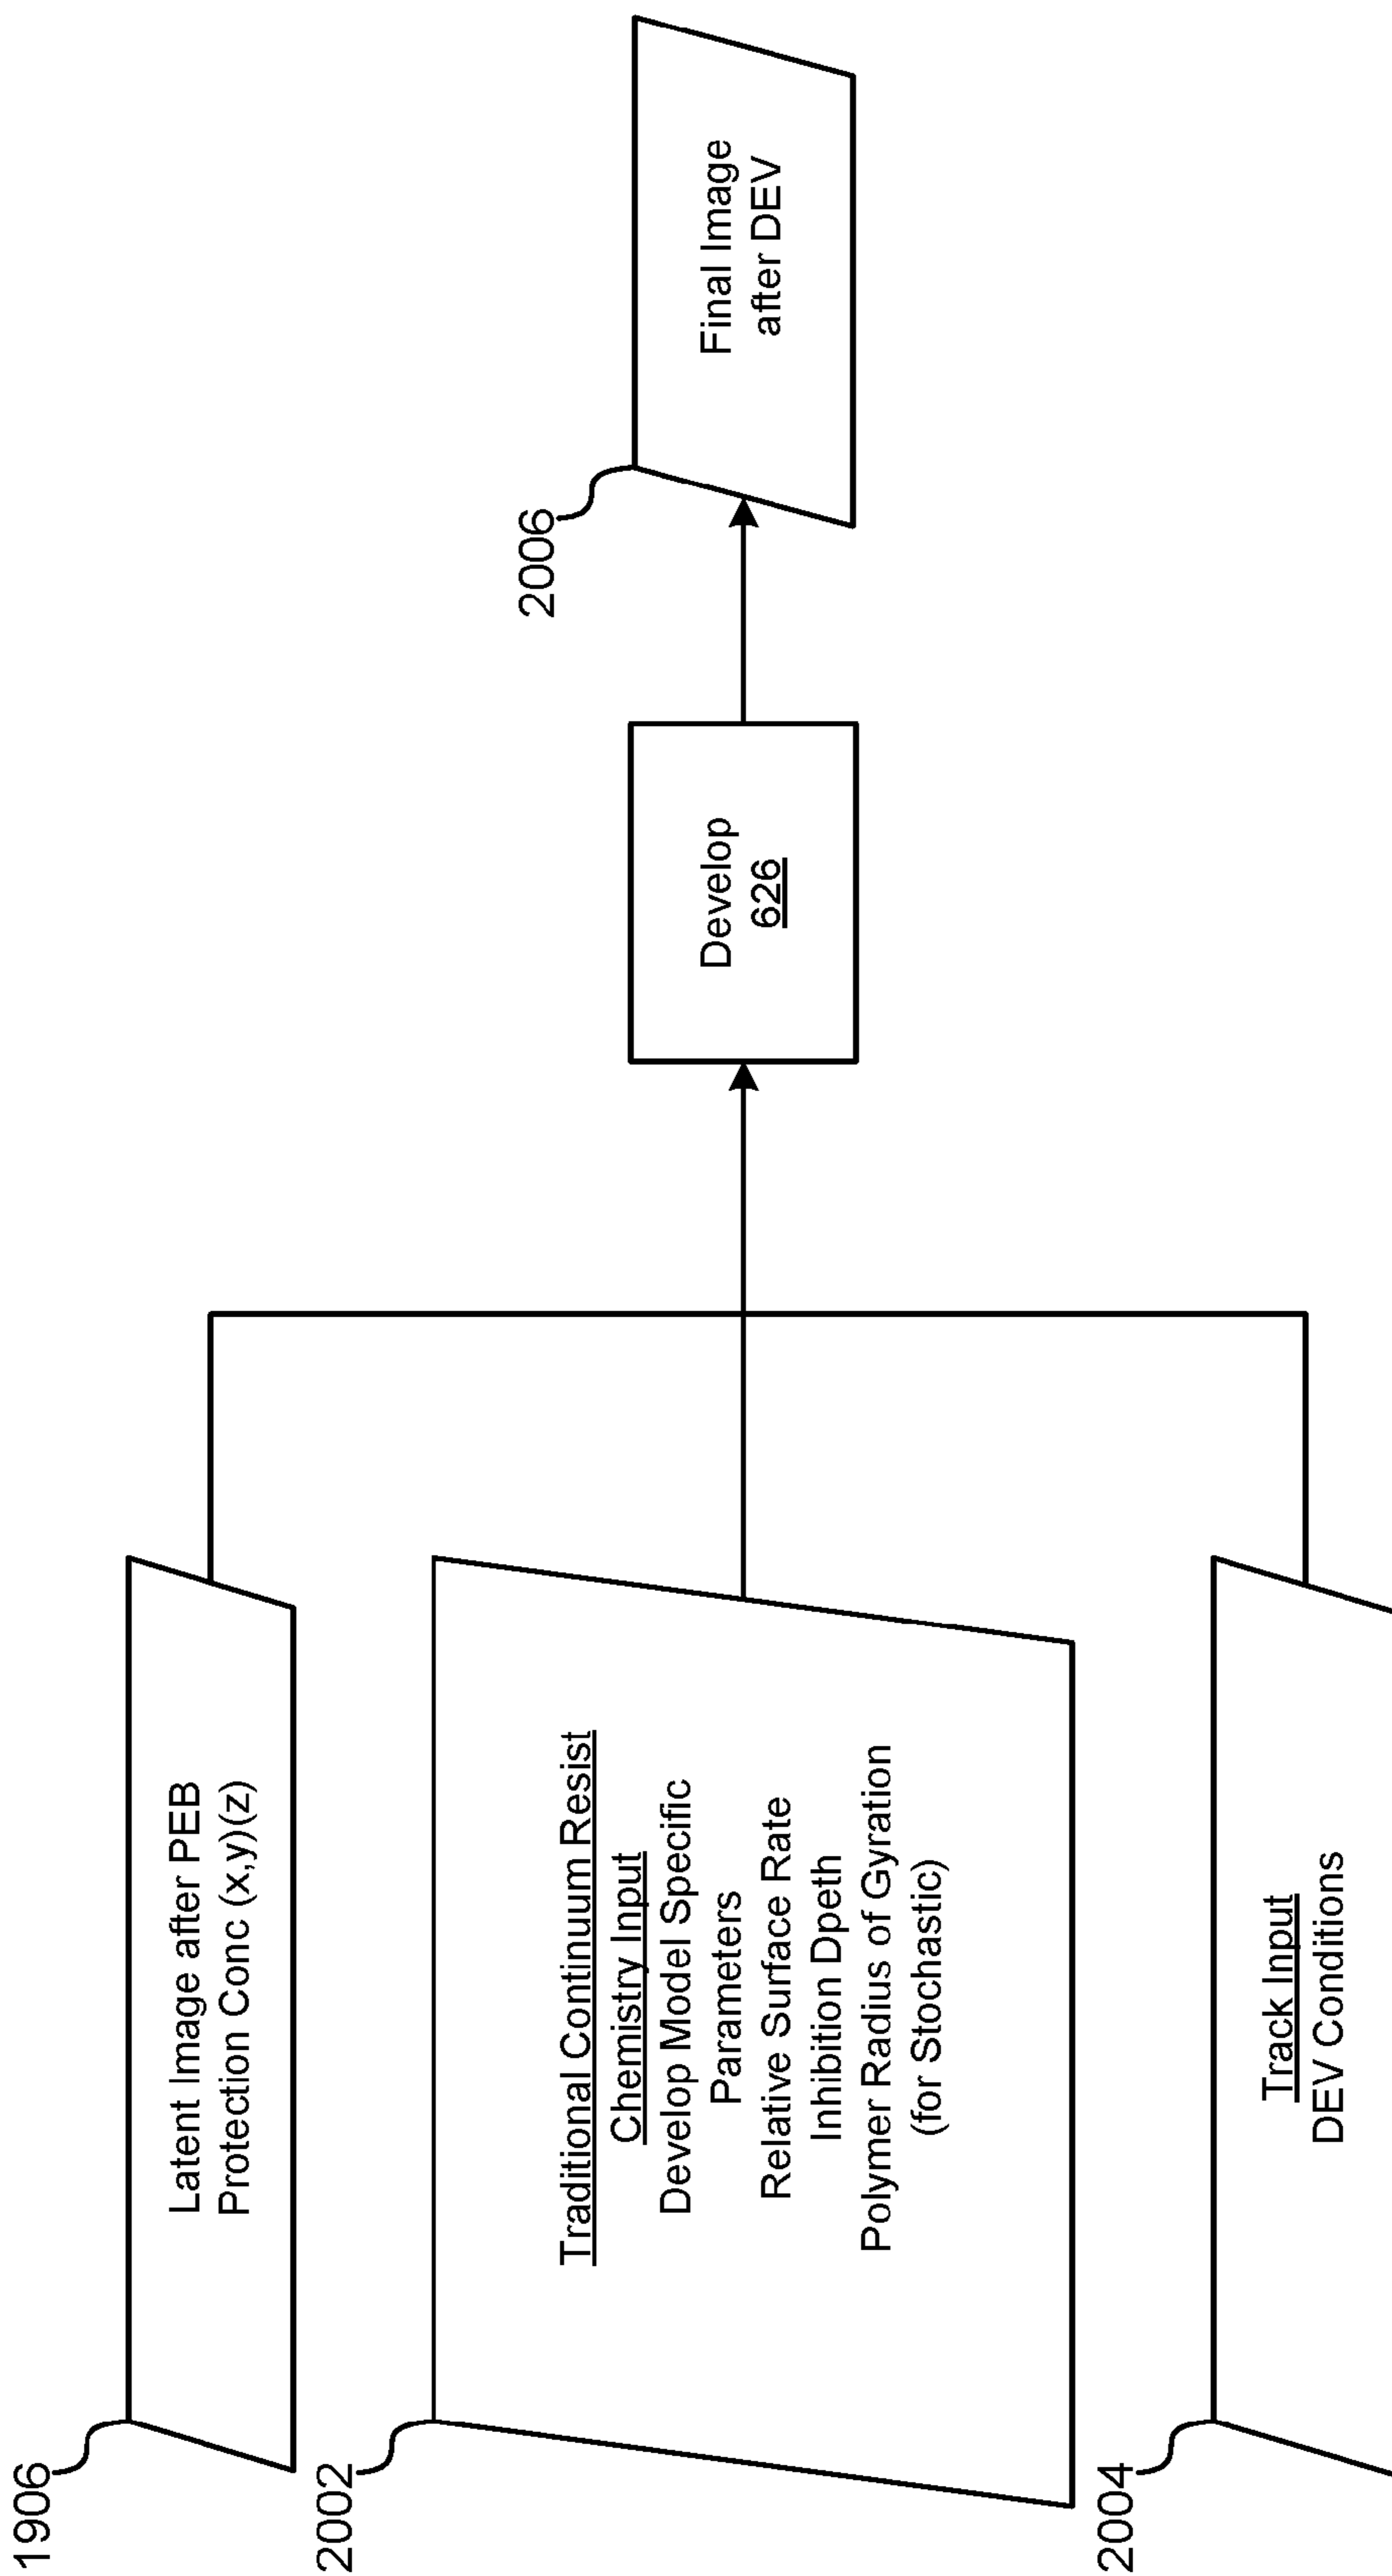 1906
Latent Image after PEB
Protection Conc (x,y)(z)
2002
Traditional Continuum Resist
Chemistry Input
Develop Model Specific
Parameters
Relative Surface Rate
Inhibition Dpeth
Polymer Radius of Gyration
(for Stochastic)
2004
Track Input
DEV Conditions
Develop
626
2006
Final Image
after DEV